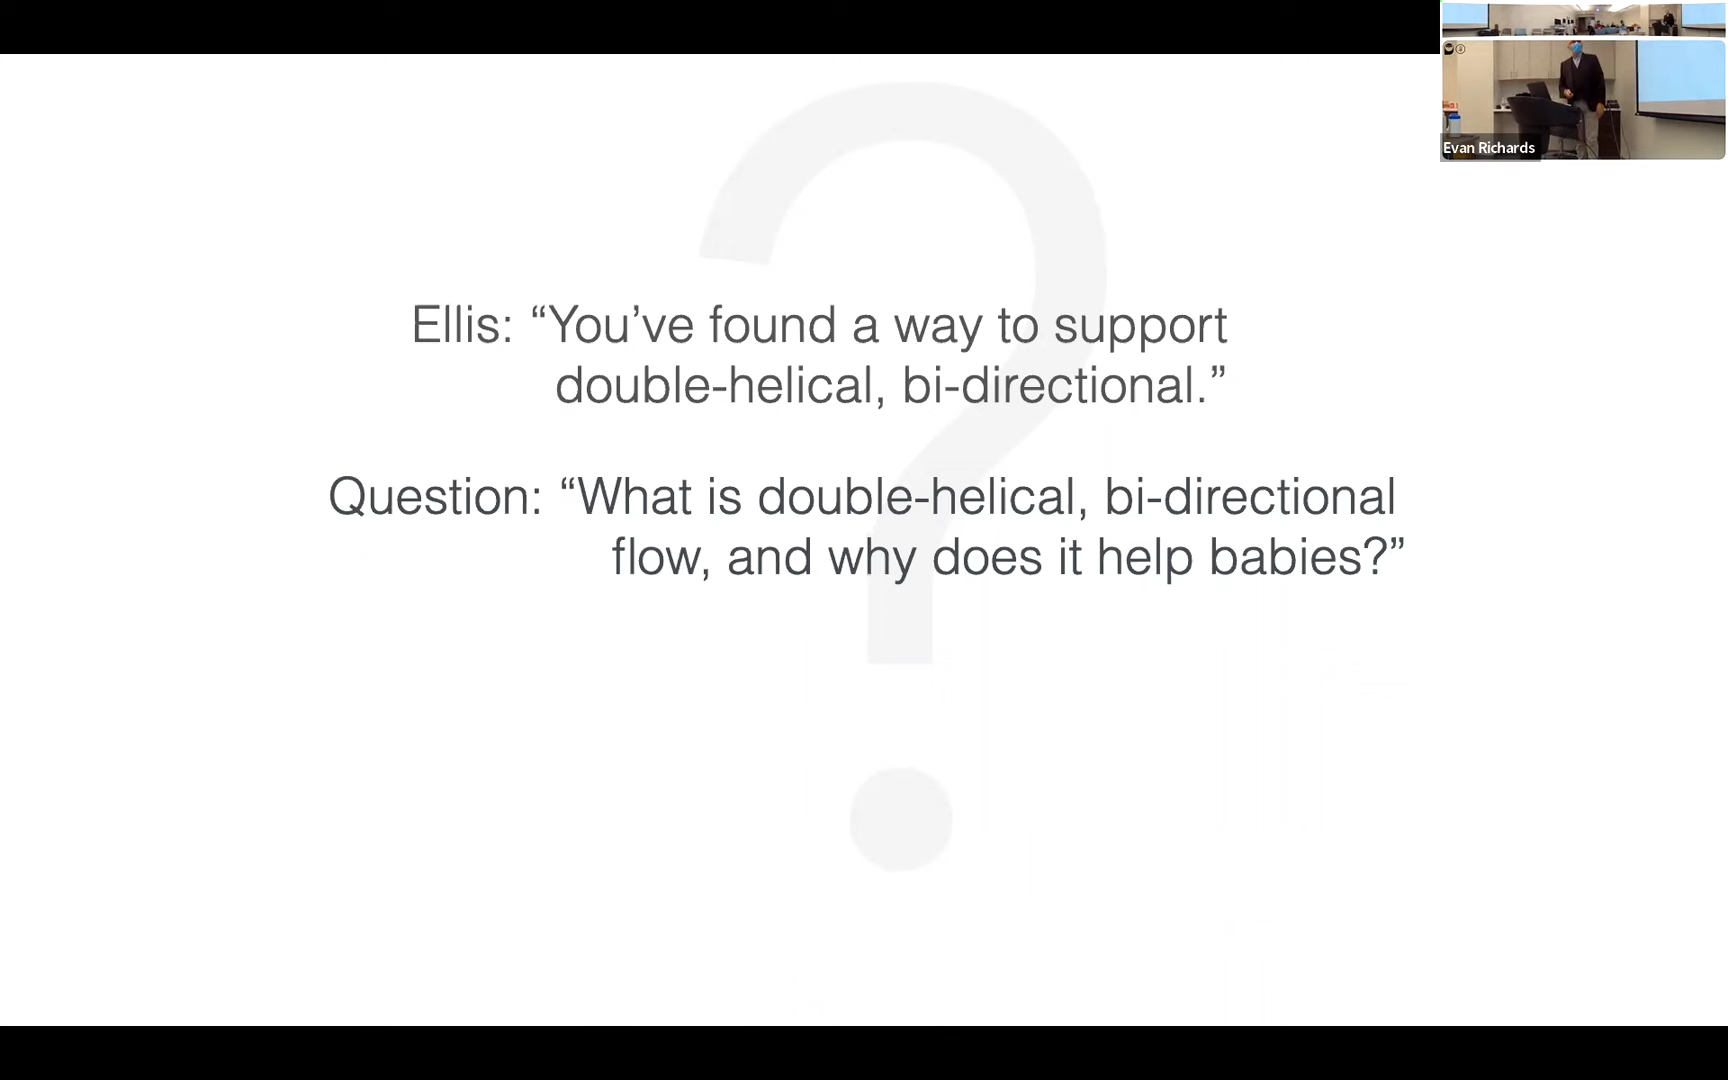 Ellis: “You’ve found a way to support
double-helical, bi-directional.”
Question: “What is double-helical, bi-directional
flow, and why does it help babies?”
?
Evan Richards